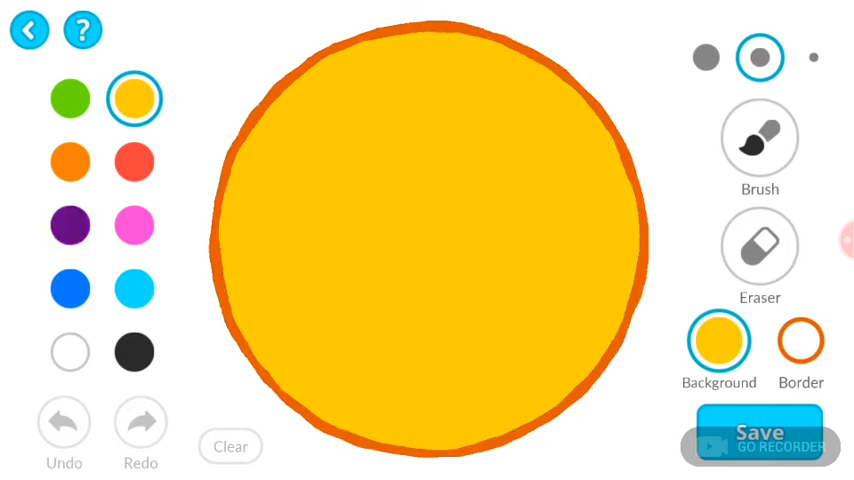 ?
Brush
Eraser
Background
Border
Save
GO RECORDER
Undo
Redo
Clear